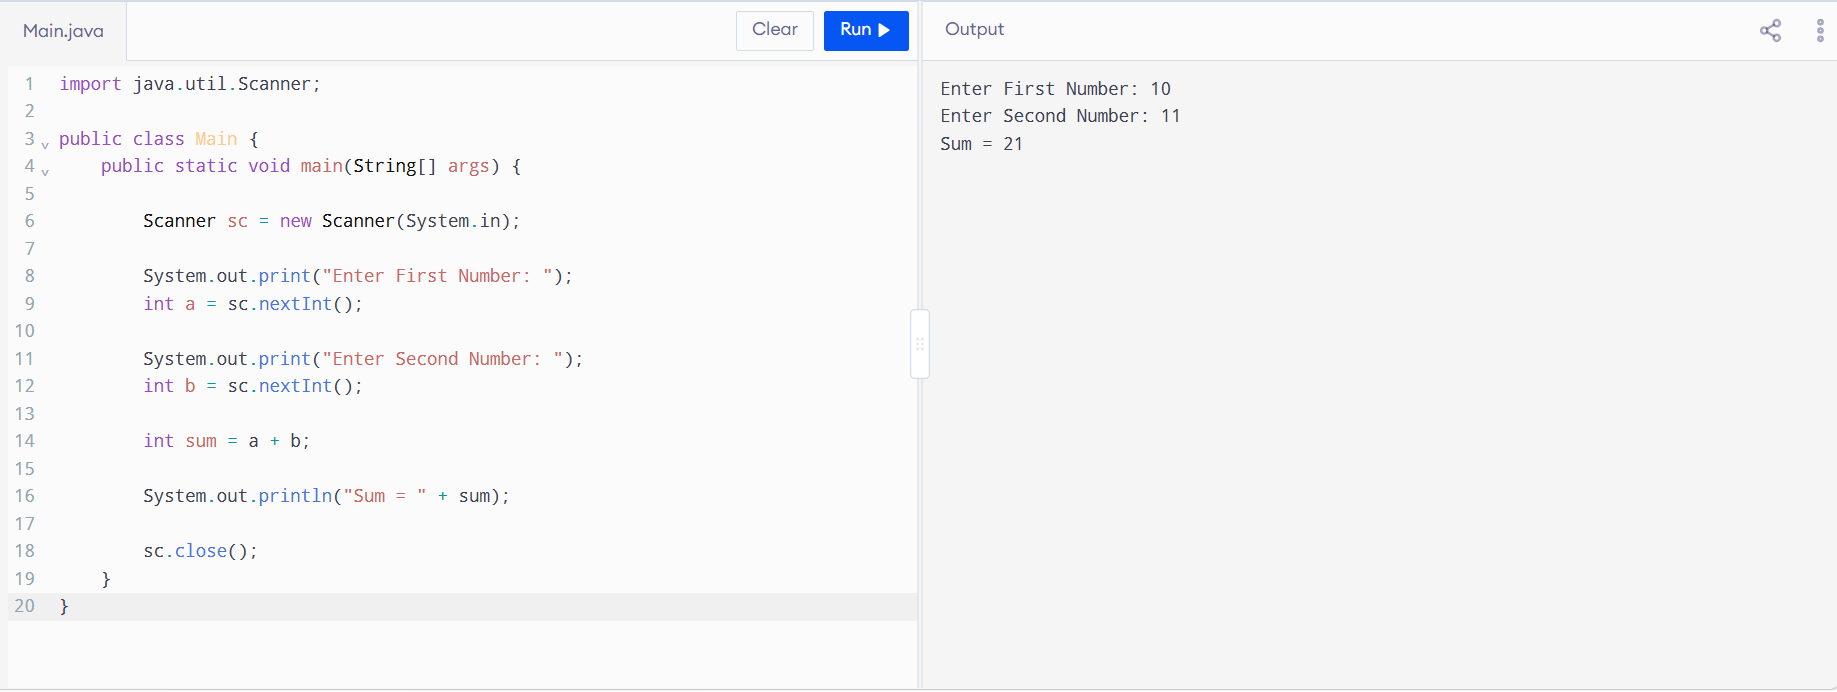 Main.java
Clear
Run
Output
1 import java.util.Scanner;
2
3 public class Main {
4     public static void main(String[] args) {
5
6         Scanner sc = new Scanner(System.in);
7
8         System.out.print("Enter First Number: ");
9         int a = sc.nextInt();
10
11         System.out.print("Enter Second Number: ");
12         int b = sc.nextInt();
13
14         int sum = a + b;
15
16         System.out.println("Sum = " + sum);
17
18         sc.close();
19     }
20 }
Enter First Number: 10
Enter Second Number: 11
Sum = 21